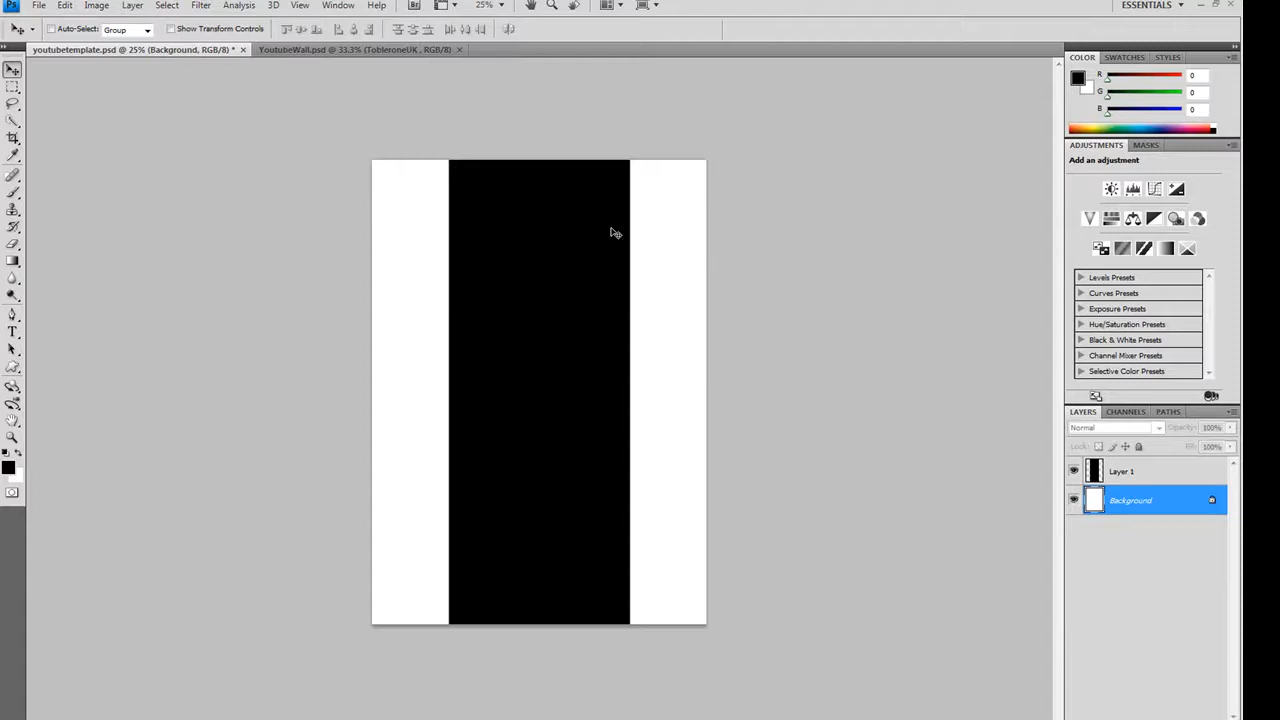 Ps File Edit Image Layer Select Filter Analysis 3D View Window Help Br 25% ESSENTIALS
Auto-Select: Group Show Transform Controls
youtubetemplate.psd @ 25% (Background, RGB/8) * x YoutubeWall.psd @ 33.3% (TobleroneUK , RGB/8) x
COLOR SWATCHES STYLES
R 0
G 0
B 0
ADJUSTMENTS MASKS
Add an adjustment
Levels Presets
Curves Presets
Exposure Presets
Hue/Saturation Presets
Black & White Presets
Channel Mixer Presets
Selective Color Presets
LAYERS CHANNELS PATHS
Normal Opacity: 100%
Lock: Fill: 100%
Layer 1
Background